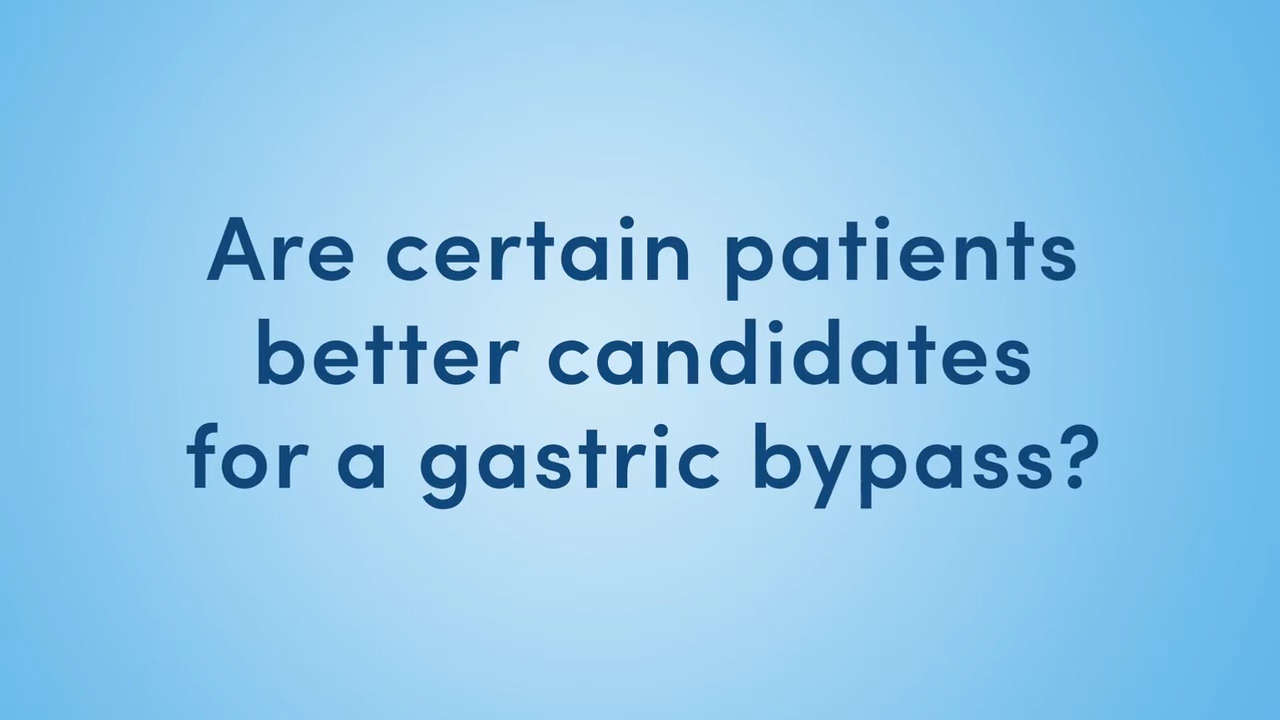 Are certain patients
better candidates
for a gastric bypass?